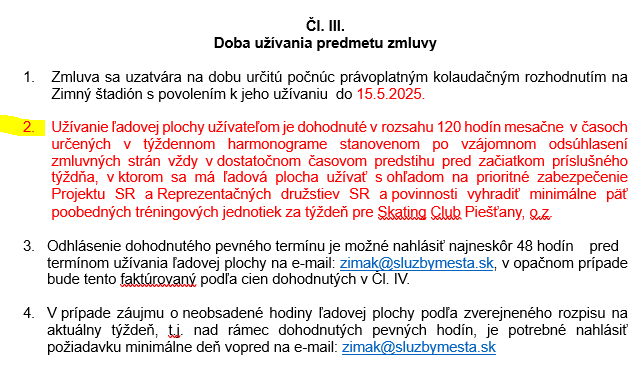 Čl. III.
Doba užívania predmetu zmluvy
1. Zmluva sa uzatvára na dobu určitú počnúc právoplatným kolaudačným rozhodnutím na
Zimný štadión s povolením k jeho užívaniu do 15.5.2025.
2. Užívanie ľadovej plochy užívateľom je dohodnuté v rozsahu 120 hodín mesačne v časoch
určených v týždennom harmonograme stanovenom po vzájomnom odsúhlasení
zmluvných strán vždy v dostatočnom časovom predstihu pred začiatkom príslušného
týždňa, v ktorom sa má ľadová plocha užívať s ohľadom na prioritné zabezpečenie
Projektu SR a Reprezentačných družstiev SR a povinnosti vyhradiť minimálne päť
poobedných tréningových jednotiek za týždeň pre Skating Club Piešťany, o.z.
3. Odhlásenie dohodnutého pevného termínu je možné nahlásiť najneskôr 48 hodín pred
termínom užívania ľadovej plochy na e-mail: zimak@sluzbymesta.sk, v opačnom prípade
bude tento faktúrovaný podľa cien dohodnutých v Čl. IV.
4. V prípade záujmu o neobsadené hodiny ľadovej plochy podľa zverejneného rozpisu na
aktuálny týždeň, t.j. nad rámec dohodnutých pevných hodín, je potrebné nahlásiť
požiadavku minimálne deň vopred na e-mail: zimak@sluzbymesta.sk